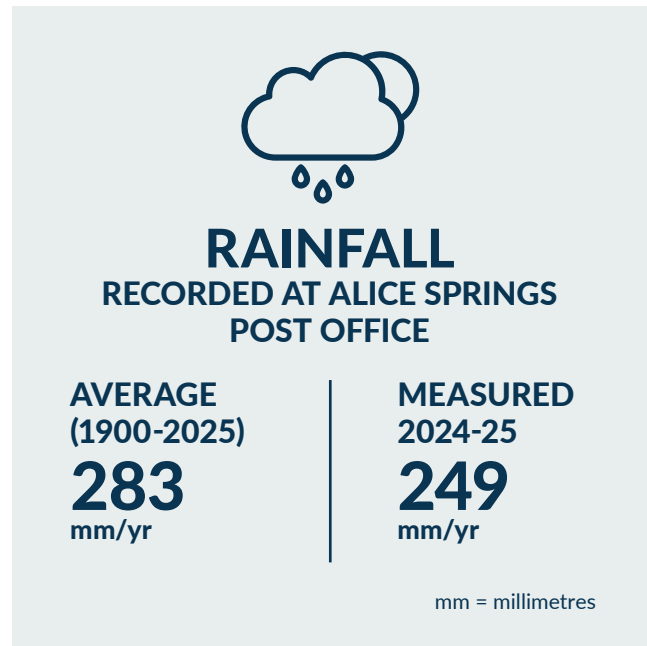 RAINFALL
RECORDED AT ALICE SPRINGS
POST OFFICE
AVERAGE
(1900-2025)
283
mm/yr
MEASURED
2024-25
249
mm/yr
mm = millimetres